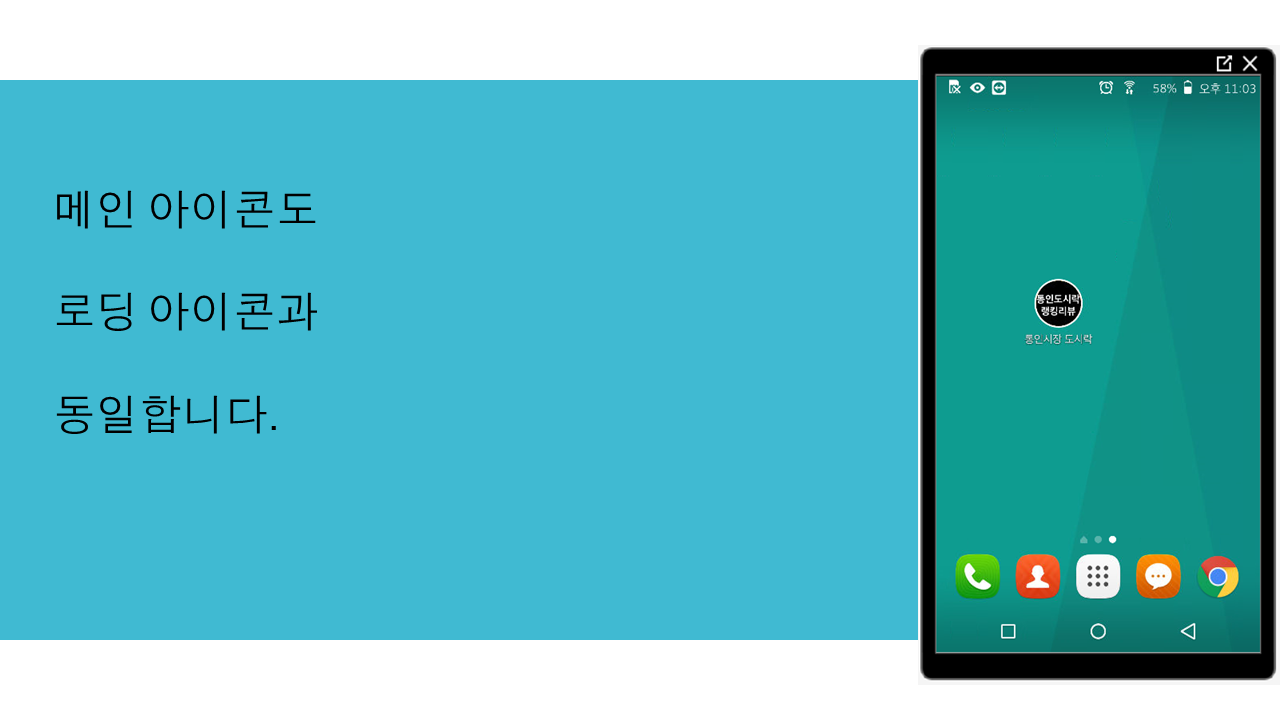 메인 아이콘도
로딩 아이콘과
동일합니다.
58% 오후 11:03
통인도시락
랭킹리뷰
통인시장 도시락